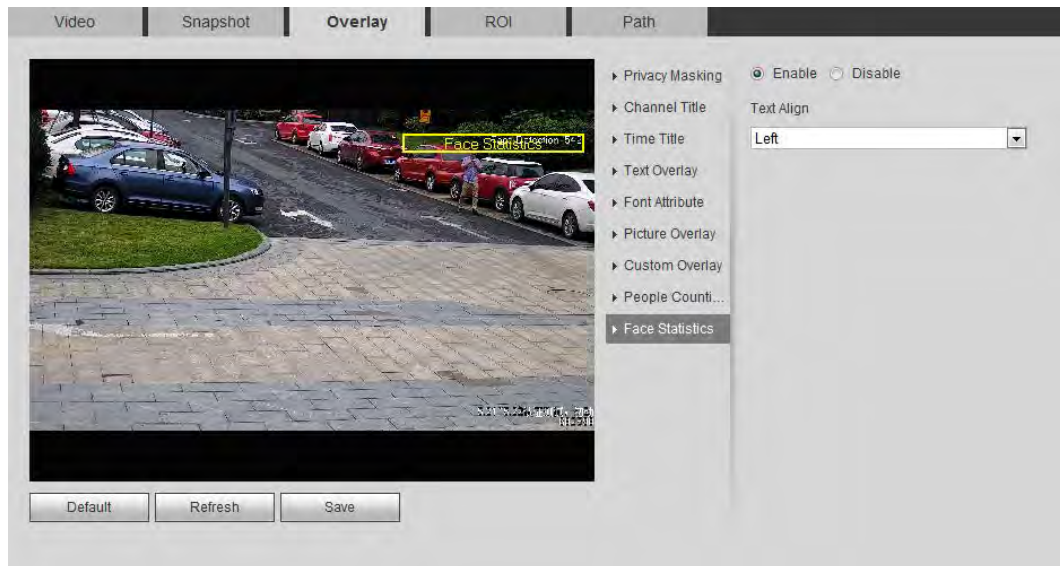 Video
Snapshot
Overlay
ROI
Path
Privacy Masking
Enable
Disable
Channel Title
Text Align
Time Title
Left
Face Statistics
Text Overlay
Font Attribute
Picture Overlay
Custom Overlay
People Counti...
Face Statistics
Default
Refresh
Save